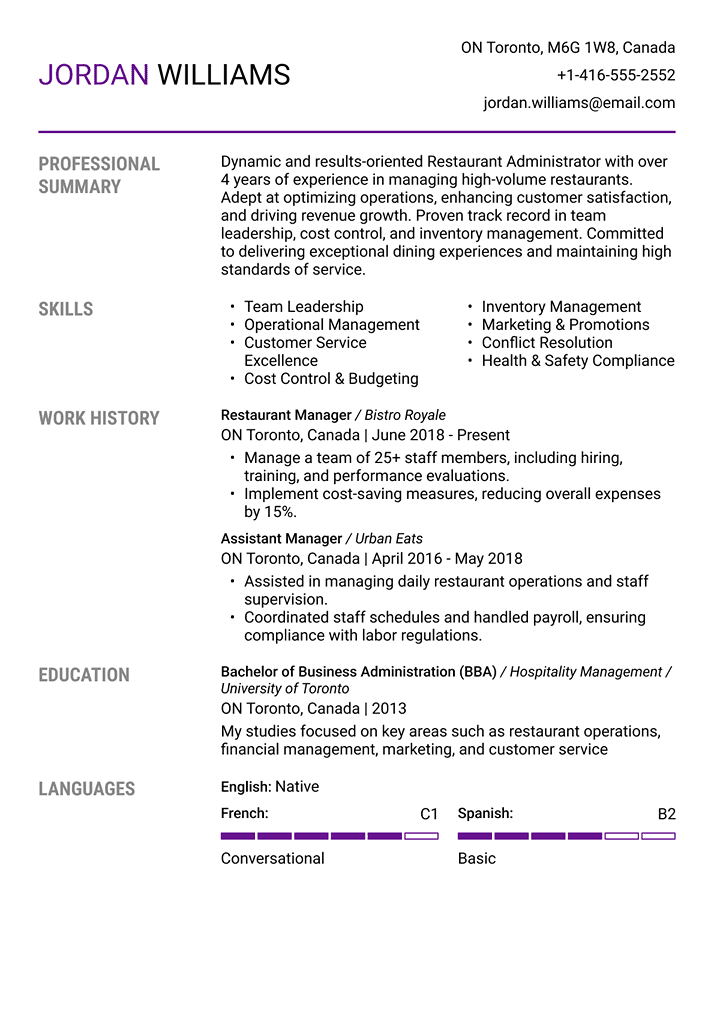 JORDAN WILLIAMS
ON Toronto, M6G 1W8, Canada
+1-416-555-2552
jordan.williams@email.com
PROFESSIONAL
SUMMARY
Dynamic and results-oriented Restaurant Administrator with over
4 years of experience in managing high-volume restaurants.
Adept at optimizing operations, enhancing customer satisfaction,
and driving revenue growth. Proven track record in team
leadership, cost control, and inventory management. Committed
to delivering exceptional dining experiences and maintaining high
standards of service.
SKILLS
• Team Leadership
• Operational Management
• Customer Service
Excellence
• Cost Control & Budgeting
• Inventory Management
• Marketing & Promotions
• Conflict Resolution
• Health & Safety Compliance
WORK HISTORY
Restaurant Manager / Bistro Royale
ON Toronto, Canada | June 2018 - Present
• Manage a team of 25+ staff members, including hiring,
training, and performance evaluations.
• Implement cost-saving measures, reducing overall expenses
by 15%.
Assistant Manager / Urban Eats
ON Toronto, Canada | April 2016 - May 2018
• Assisted in managing daily restaurant operations and staff
supervision.
• Coordinated staff schedules and handled payroll, ensuring
compliance with labor regulations.
EDUCATION
Bachelor of Business Administration (BBA) / Hospitality Management /
University of Toronto
ON Toronto, Canada | 2013
My studies focused on key areas such as restaurant operations,
financial management, marketing, and customer service
LANGUAGES
English: Native
French: C1
Conversational
Spanish: B2
Basic